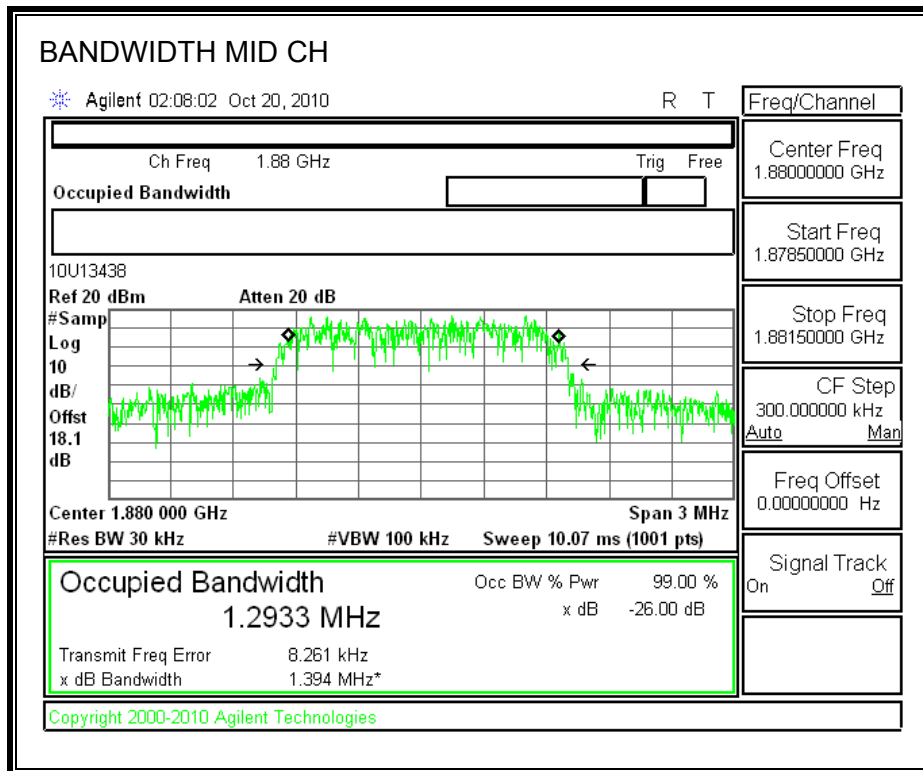 BANDWIDTH MID CH
Agilent 02:08:02 Oct 20, 2010 R T
Freq/Channel
Ch Freq 1.88 GHz Trig Free
Occupied Bandwidth
Center Freq
1.88000000 GHz
Start Freq
1.87850000 GHz
Stop Freq
1.88150000 GHz
CF Step
300.000000 kHz
Auto Man
Freq Offset
0.00000000 Hz
Signal Track
On Off
10U13438
Ref 20 dBm Atten 20 dB
#Samp
Log
10
dB/
Offst
18.1
dB
Center 1.880 000 GHz Span 3 MHz
#Res BW 30 kHz #VBW 100 kHz Sweep 10.07 ms (1001 pts)
Occupied Bandwidth Occ BW % Pwr 99.00 %
1.2933 MHz x dB -26.00 dB
Transmit Freq Error 8.261 kHz
x dB Bandwidth 1.394 MHz*
Copyright 2000-2010 Agilent Technologies